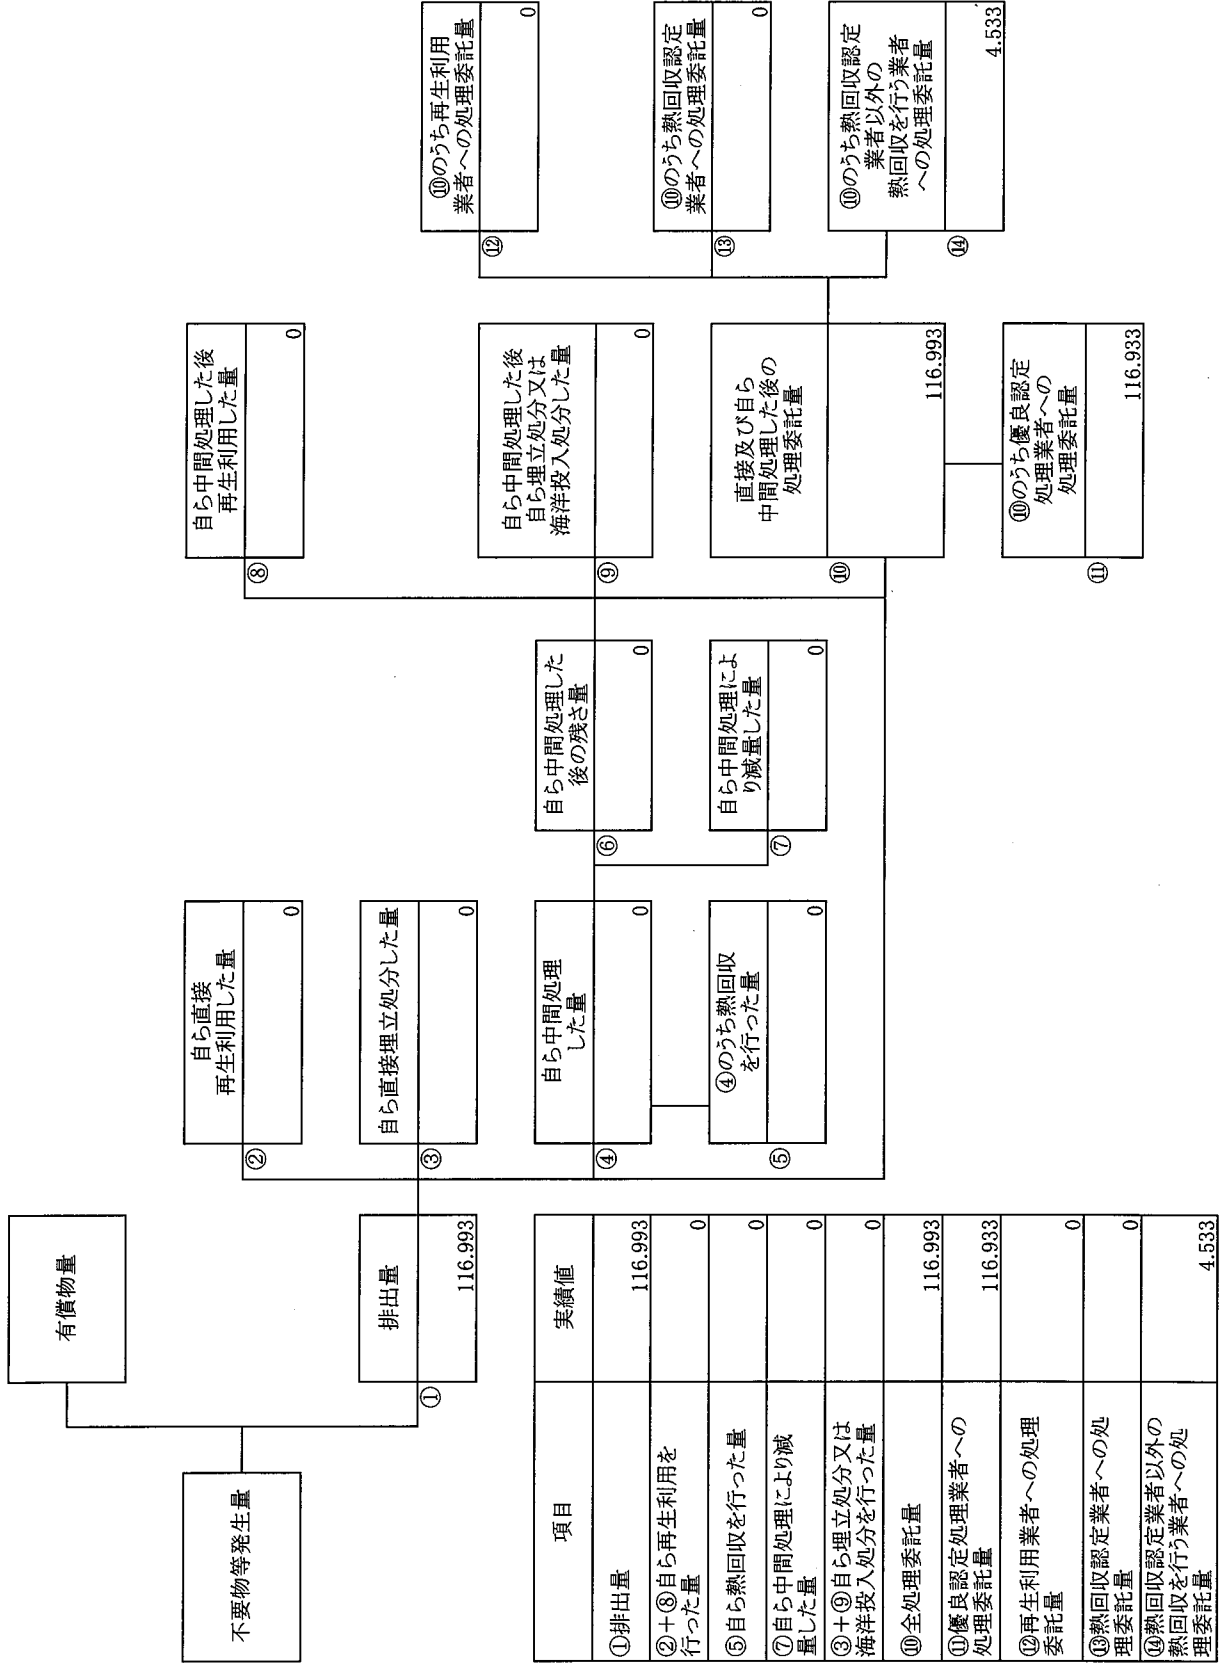 不要物等発生量
有償物量
①
排出量
116.993
②
自ら直接
再生利用した量
0
③
自ら直接埋立処分した量
0
④
自ら中間処理
した量
0
⑤
④のうち熱回収
を行った量
0
⑥
自ら中間処理した
後の残さ量
0
⑦
自ら中間処理によ
り減量した量
0
⑧
自ら中間処理した後
再生利用した量
0
⑨
自ら中間処理した後
自ら埋立処分又は
海洋投入処分した量
0
⑩
直接及び自ら
中間処理した後の
処理委託量
116.993
⑪
⑩のうち優良認定
処理業者への
処理委託量
116.933
⑫
⑩のうち再生利用
業者への処理委託量
0
⑬
⑩のうち熱回収認定
業者への処理委託量
0
⑭
⑩のうち熱回収認定
業者以外の
熱回収を行う業者
への処理委託量
4.533
項目
実績値
①排出量
116.993
②+⑧自ら再生利用を
行った量
0
⑤自ら熱回収を行った量
0
⑦自ら中間処理により減
量した量
0
③+⑨自ら埋立処分又は
海洋投入処分を行った量
0
⑩全処理委託量
116.993
⑪優良認定処理業者への
処理委託量
116.933
⑫再生利用業者への処理
委託量
0
⑬熱回収認定業者への処
理委託量
0
⑭熱回収認定業者以外の
熱回収を行う業者への処
理委託量
4.533